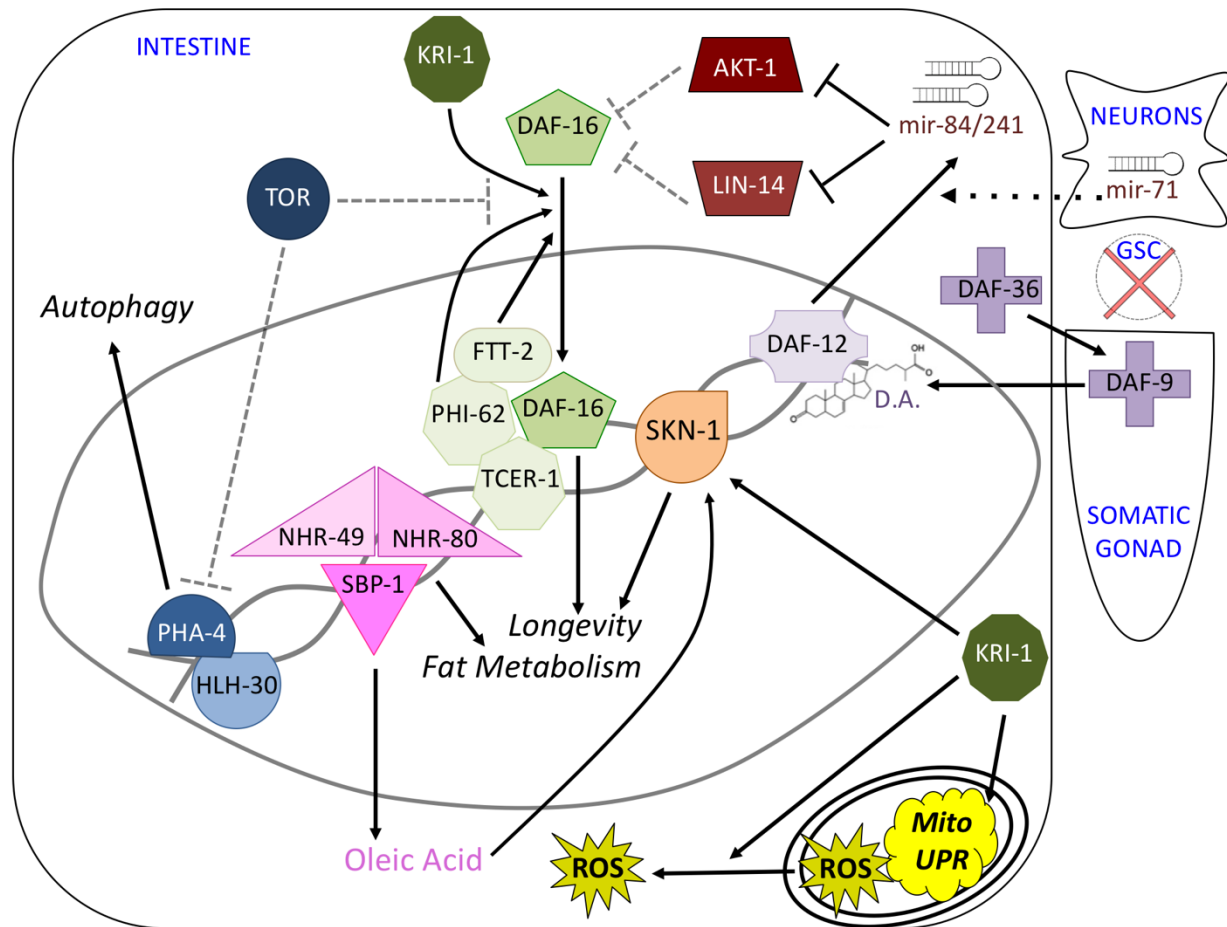 INTESTINE
KRI-1
AKT-1
DAF-16
mir-84/241
NEURONS
mir-71
LIN-14
TOR
GSC
DAF-36
Autophagy
FTT-2
DAF-12
OH
O
DAF-9
D.A.
O
PHI-62
DAF-16
SKN-1
TCER-1
NHR-49
NHR-80
SBP-1
SOMATIC
GONAD
PHA-4
HLH-30
Longevity
Fat Metabolism
KRI-1
Oleic Acid
ROS
ROS
Mito
UPR